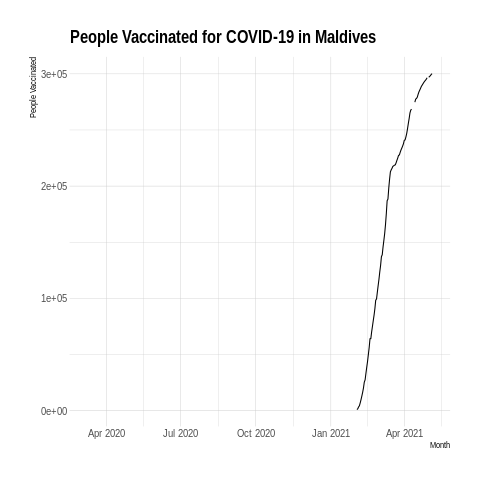 People Vaccinated for COVID-19 in Maldives
People Vaccinated
3e+05
2e+05
1e+05
0e+00
Apr 2020 Jul 2020 Oct 2020 Jan 2021 Apr 2021
Month